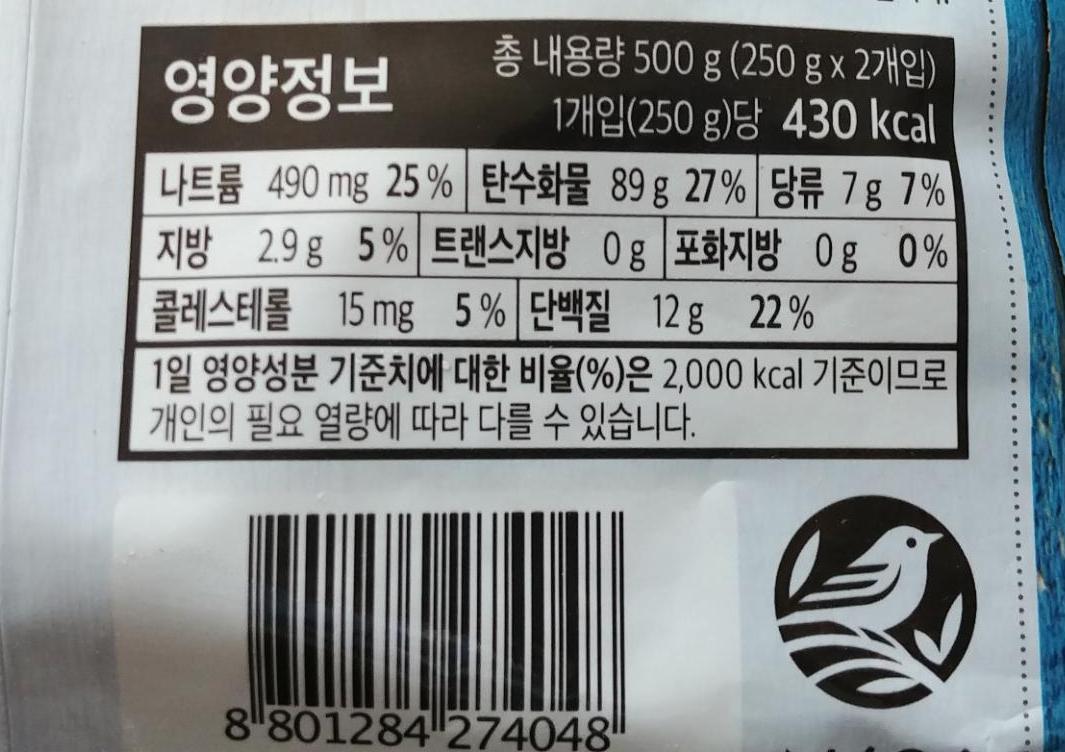 영양정보
총 내용량 500 g (250 g x 2개입)
1개입(250 g)당 430 kcal
나트륨 490 mg 25 % 탄수화물 89 g 27% 당류 7 g 7%
지방 2.9 g 5% 트랜스지방 0 g 포화지방 0 g 0%
콜레스테롤 15 mg 5% 단백질 12 g 22%
1일 영양성분 기준치에 대한 비율(%)은 2,000 kcal 기준이므로
개인의 필요 열량에 따라 다를 수 있습니다.
8 801284 274048